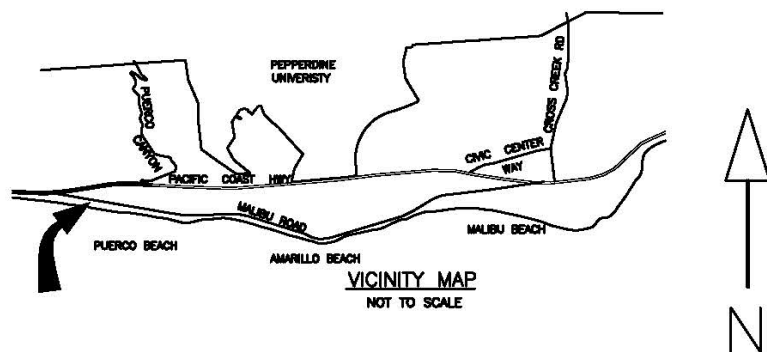 PEPPERDINE
UNIVERISTY
PUERCO
CANYON
PACIFIC COAST HWY
CROSS CREEK RD
CIVIC CENTER
WAY
MALIBU ROAD
PUERCO BEACH
AMARILLO BEACH
MALIBU BEACH
VICINITY MAP
NOT TO SCALE
N